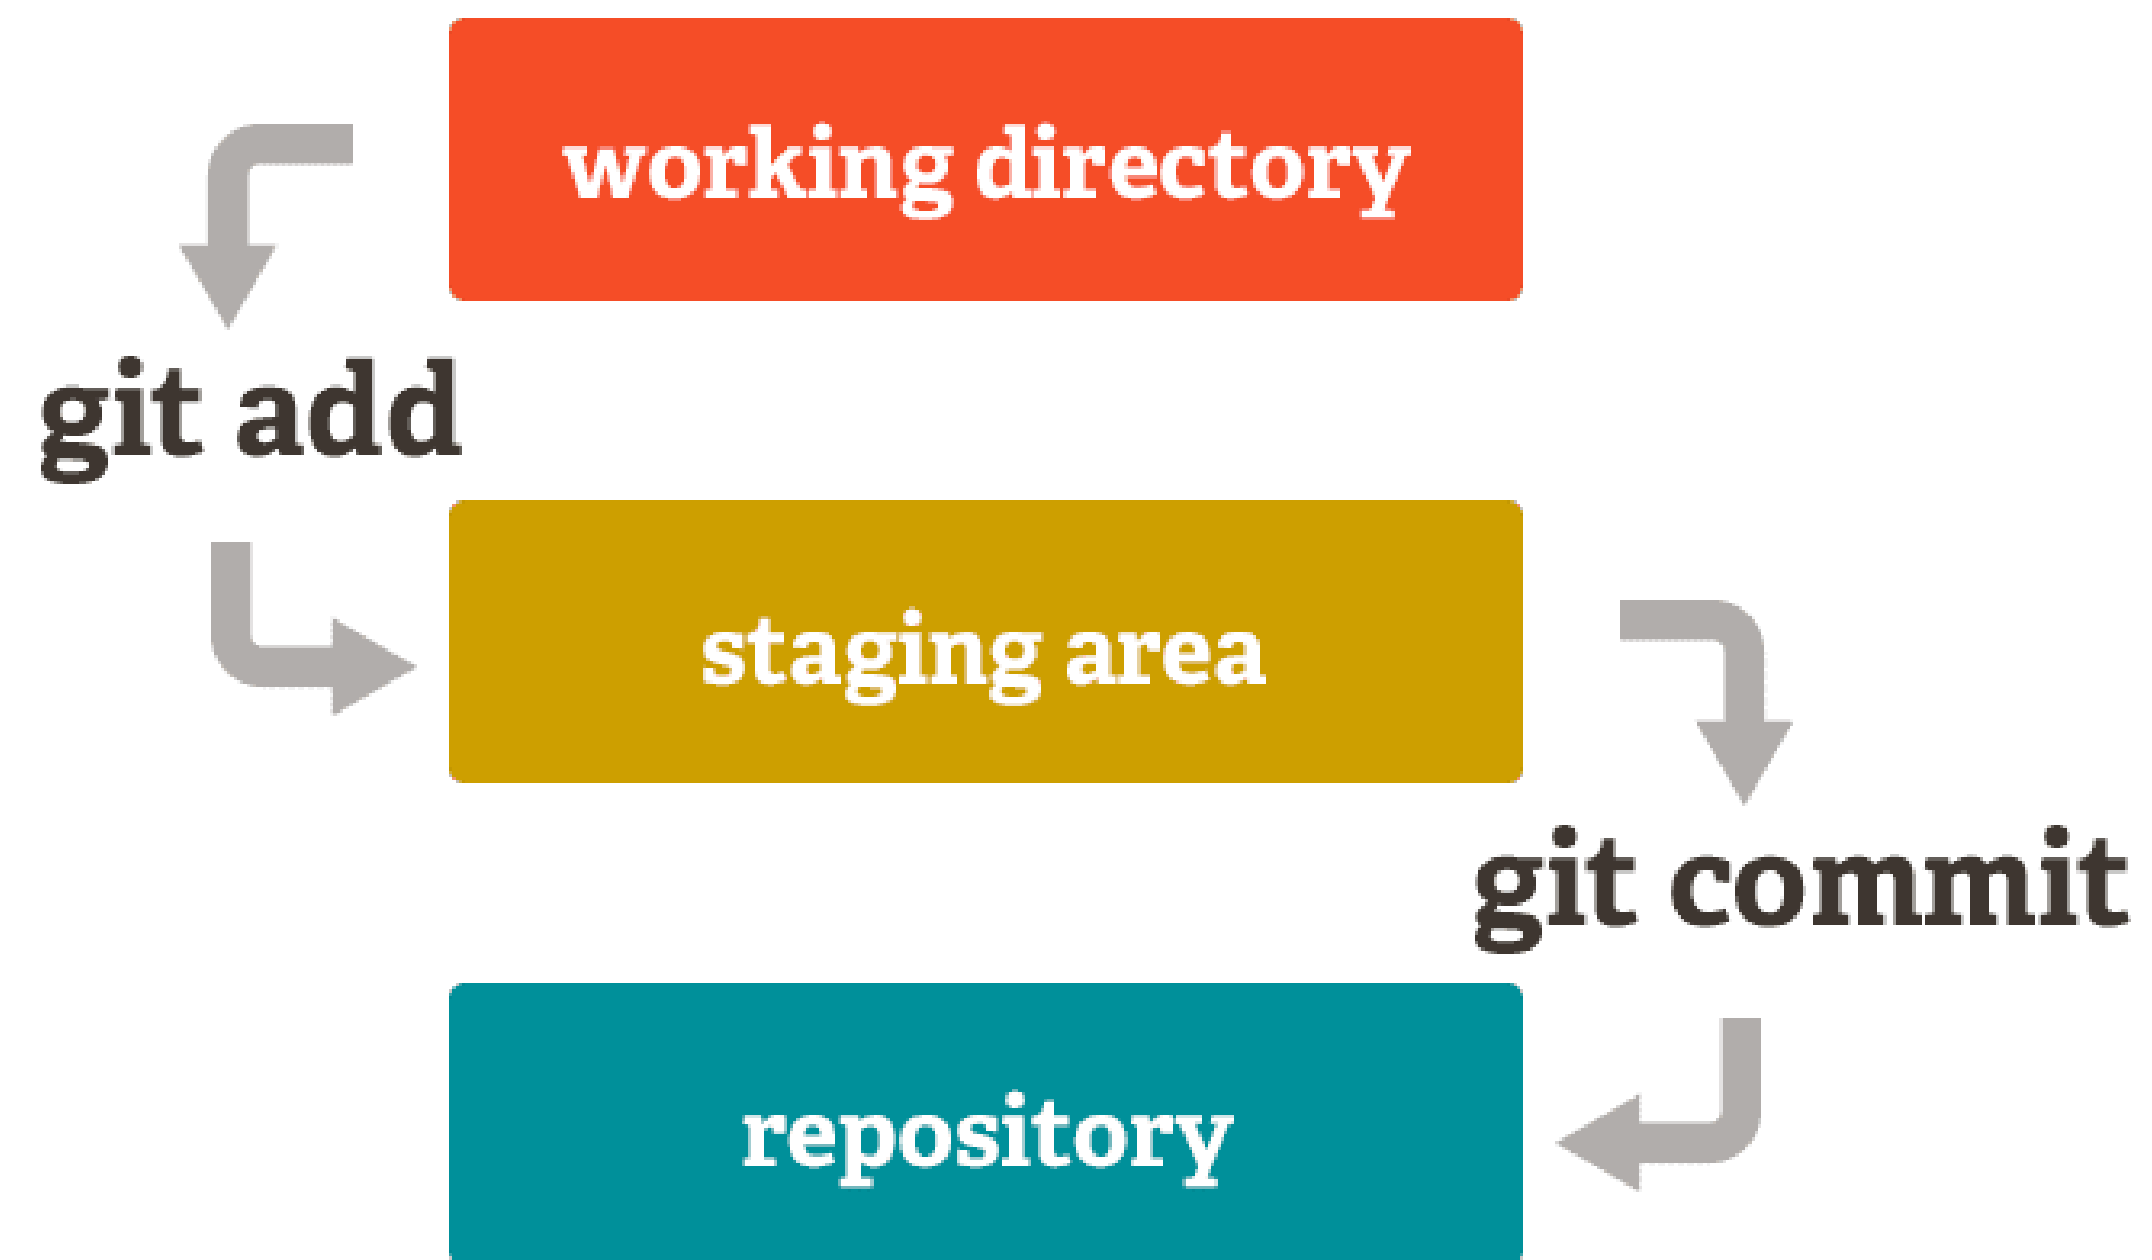 working directory
git add
staging area
git commit
repository